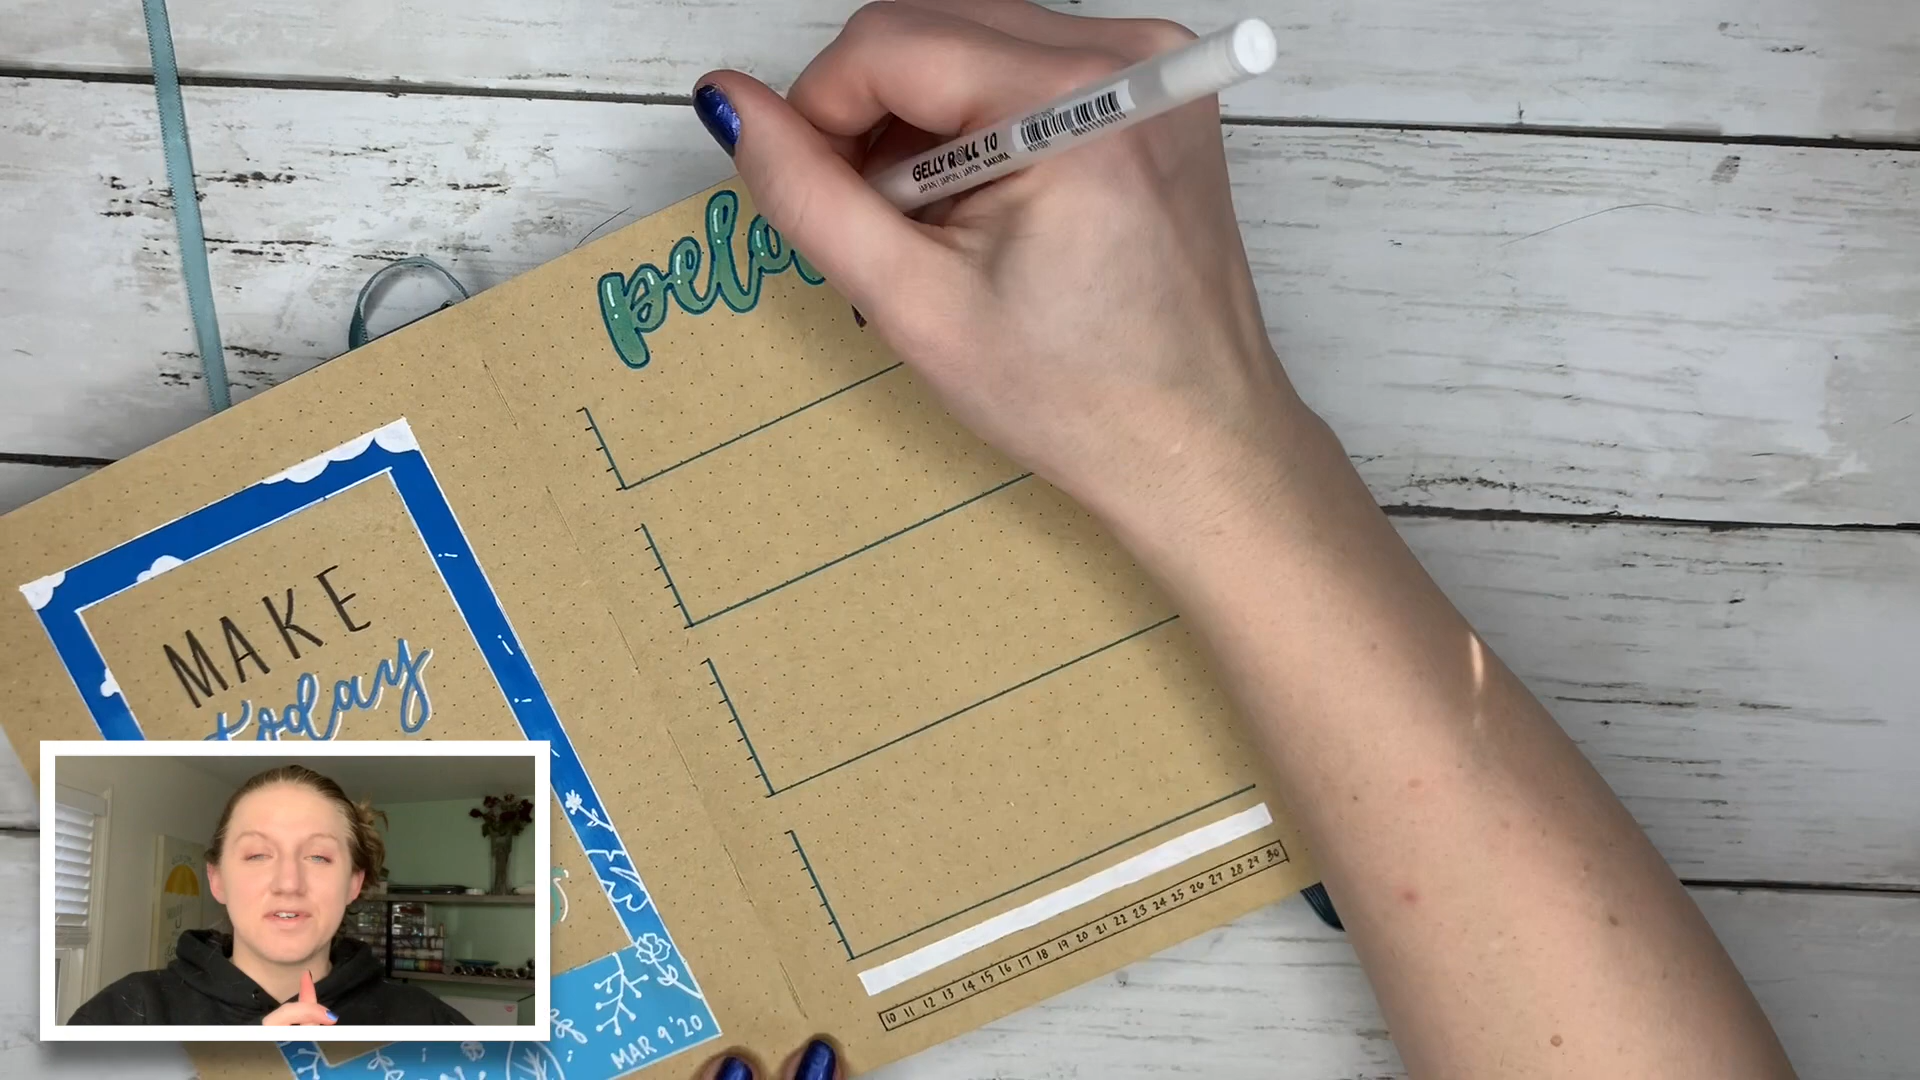 MAKE
today
MAR 9 '20
GELLY ROLL 10
JAPAN / JAPON / JAPÓN SAKURA
10 11 12 13 14 15 16 17 18 19 20 21 22 23 24 25 26 27 28 29 30